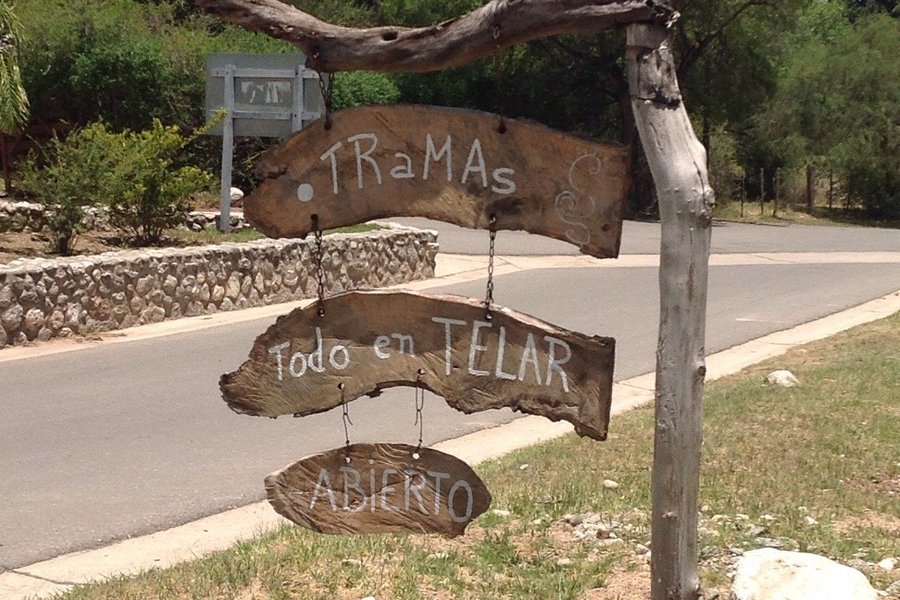 .TRaMAs
Todo en TELAR
-ABiERTO